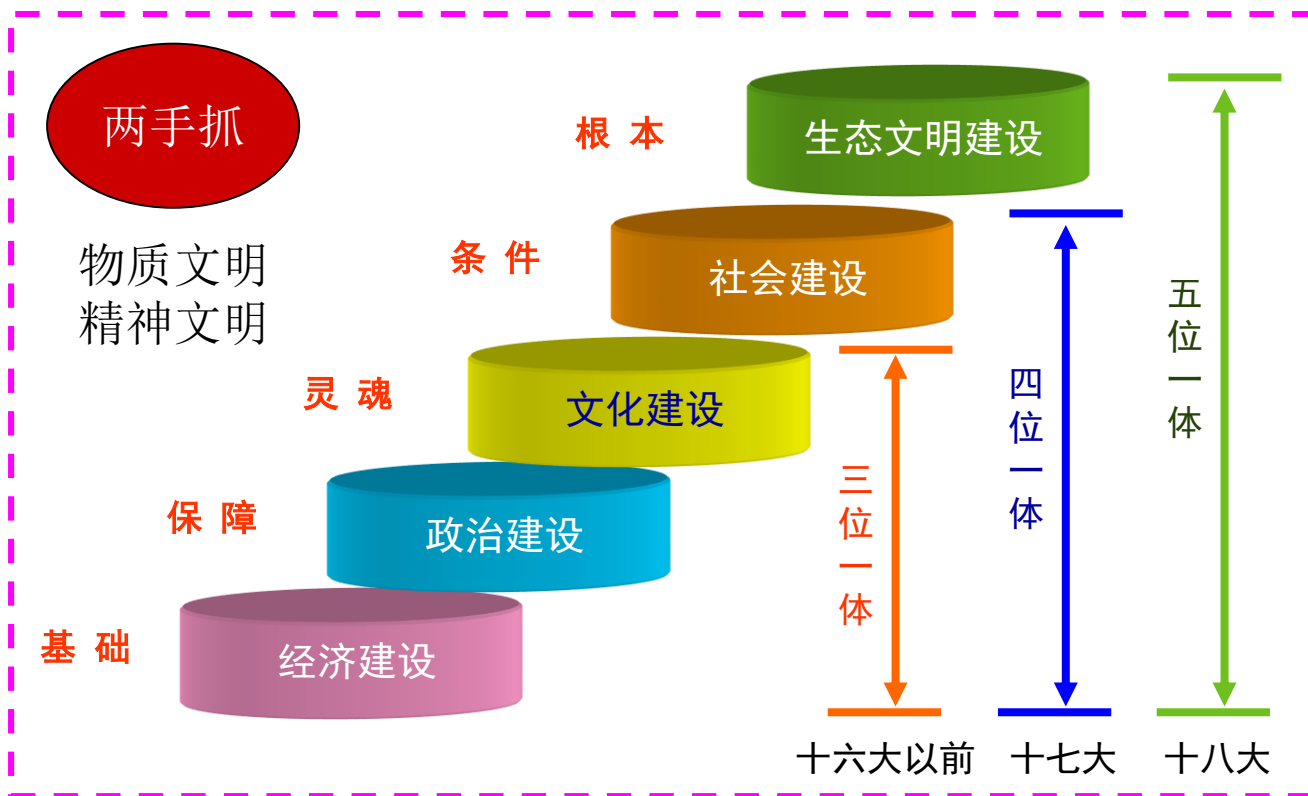 两手抓
物质文明
精神文明
根 本
生态文明建设
条 件
社会建设
灵 魂
文化建设
保 障
政治建设
基 础
经济建设
三位一体
四位一体
五位一体
十六大以前
十七大
十八大